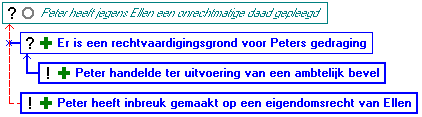 ? Peter heeft jegens Ellen een onrechtmatige daad gepleegd
? Er is een rechtvaardigingsgrond voor Peters gedraging
! Peter handelde ter uitvoering van een ambtelijk bevel
! Peter heeft inbreuk gemaakt op een eigendomsrecht van Ellen